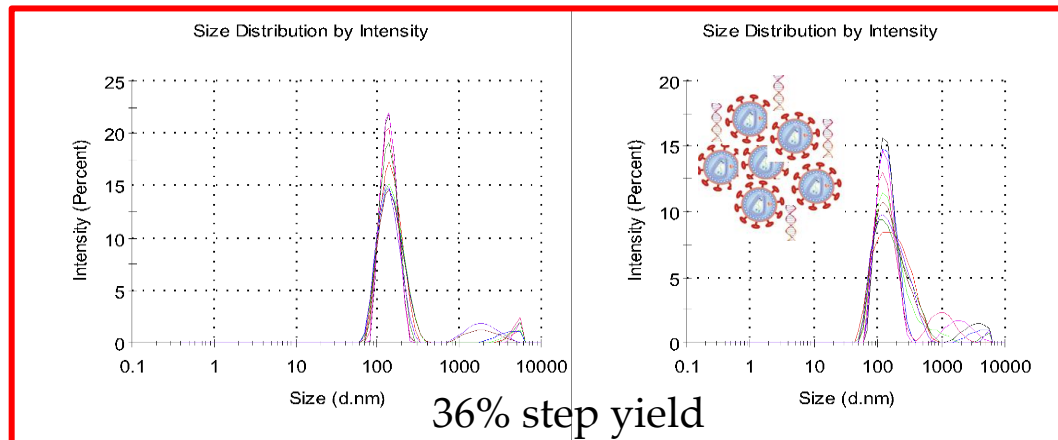 Size Distribution by Intensity
25
20
15
10
5
0
Intensity (Percent)
0.1 1 10 100 1000 10000
Size (d.nm)
Size Distribution by Intensity
20
15
10
5
0
Intensity (Percent)
0.1 1 10 100 1000 10000
Size (d.nm)
36% step yield